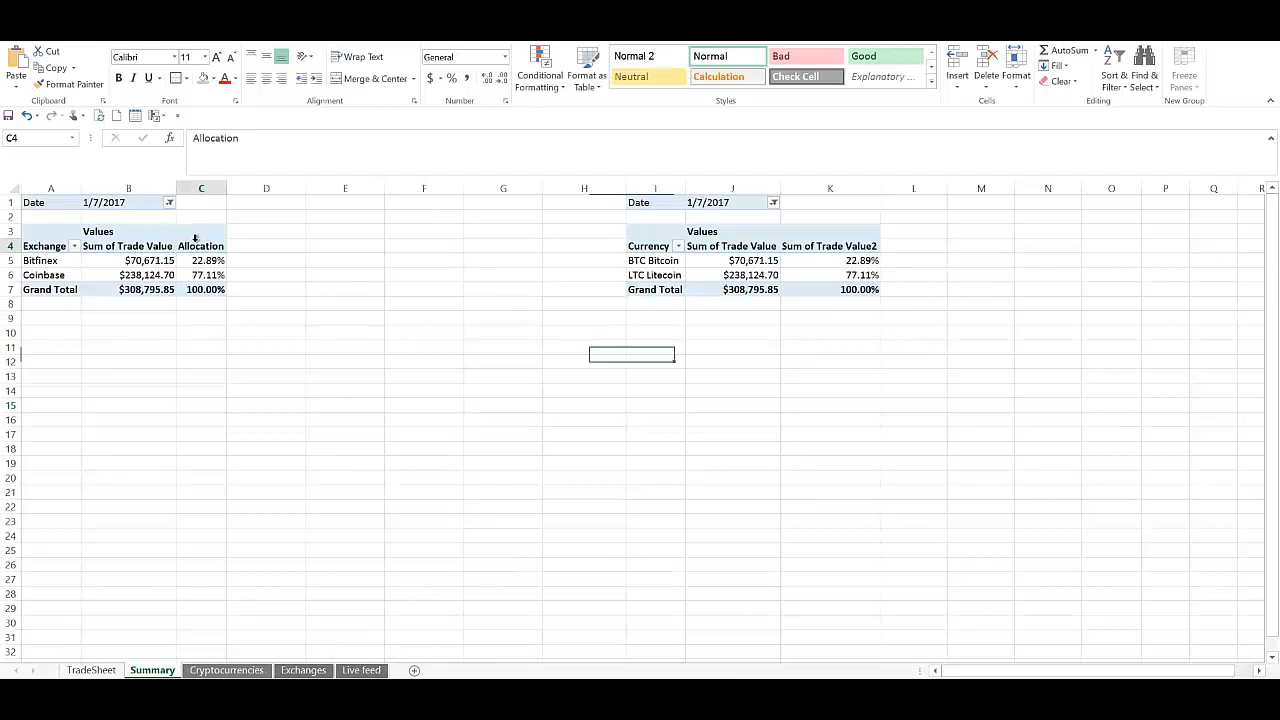 Cut
Copy
Format Painter
Paste
Clipboard
Calibri 11 A A
B I U A
Font
Wrap Text
Merge & Center
Alignment
General
$ % ,
Number
Conditional Formatting
Format as Table
Normal 2 Normal Bad Good
Neutral Calculation Check Cell Explanatory ...
Styles
Insert Delete Format
Cells
AutoSum
Fill
Clear
Sort & Filter
Find & Select
Editing
Freeze Panes
New Group
C4 fx Allocation
A B C D E F G H I J K L M N O P Q R
1 Date 1/7/2017 Date 1/7/2017
2
3 Values Values
4 Exchange Sum of Trade Value Allocation Currency Sum of Trade Value Sum of Trade Value2
5 Bitfinex $70,671.15 22.89% BTC Bitcoin $70,671.15 22.89%
6 Coinbase $238,124.70 77.11% LTC Litecoin $238,124.70 77.11%
7 Grand Total $308,795.85 100.00% Grand Total $308,795.85 100.00%
8
9
10
11
12
13
14
15
16
17
18
19
20
21
22
23
24
25
26
27
28
29
30
31
32
TradeSheet Summary Cryptocurrencies Exchanges Live feed